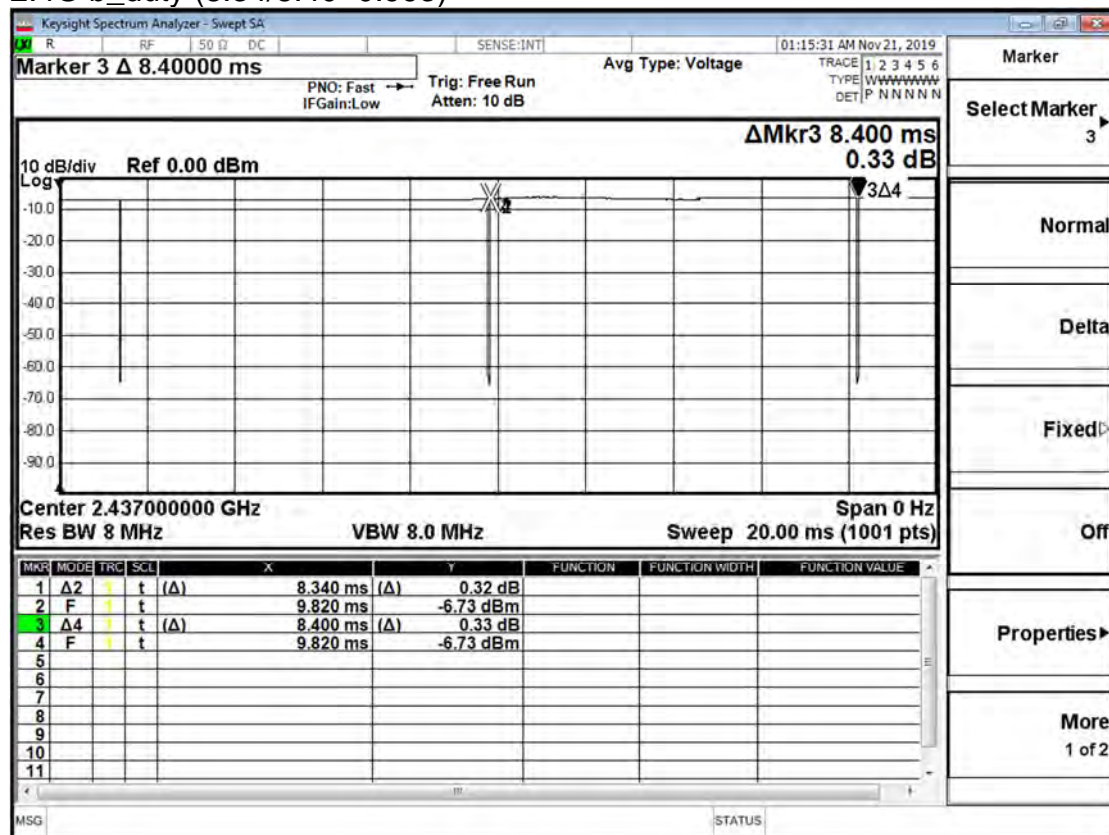 Keysight Spectrum Analyzer - Swept SA
R RF 50 Ω DC SENSE:INT 01:15:31 AM Nov 21, 2019
Marker 3 Δ 8.40000 ms
PNO: Fast
IFGain:Low
Trig: Free Run
Atten: 10 dB
Avg Type: Voltage
TRACE 1 2 3 4 5 6
TYPE WWWWWW
DET P N N N N N
ΔMkr3 8.400 ms
0.33 dB
10 dB/div Ref 0.00 dBm
Log
3Δ4
-10.0
-20.0
-30.0
-40.0
-50.0
-60.0
-70.0
-80.0
-90.0
Center 2.437000000 GHz Span 0 Hz
Res BW 8 MHz VBW 8.0 MHz Sweep 20.00 ms (1001 pts)
MKR MODE TRC SCL X Y FUNCTION FUNCTION WIDTH FUNCTION VALUE
1 Δ2 1 t (Δ) 8.340 ms (Δ) 0.32 dB
2 F 1 t 9.820 ms -6.73 dBm
3 Δ4 1 t (Δ) 8.400 ms (Δ) 0.33 dB
4 F 1 t 9.820 ms -6.73 dBm
5
6
7
8
9
10
11
MSG STATUS
Marker
Select Marker
3
Normal
Delta
Fixed
Off
Properties
More
1 of 2